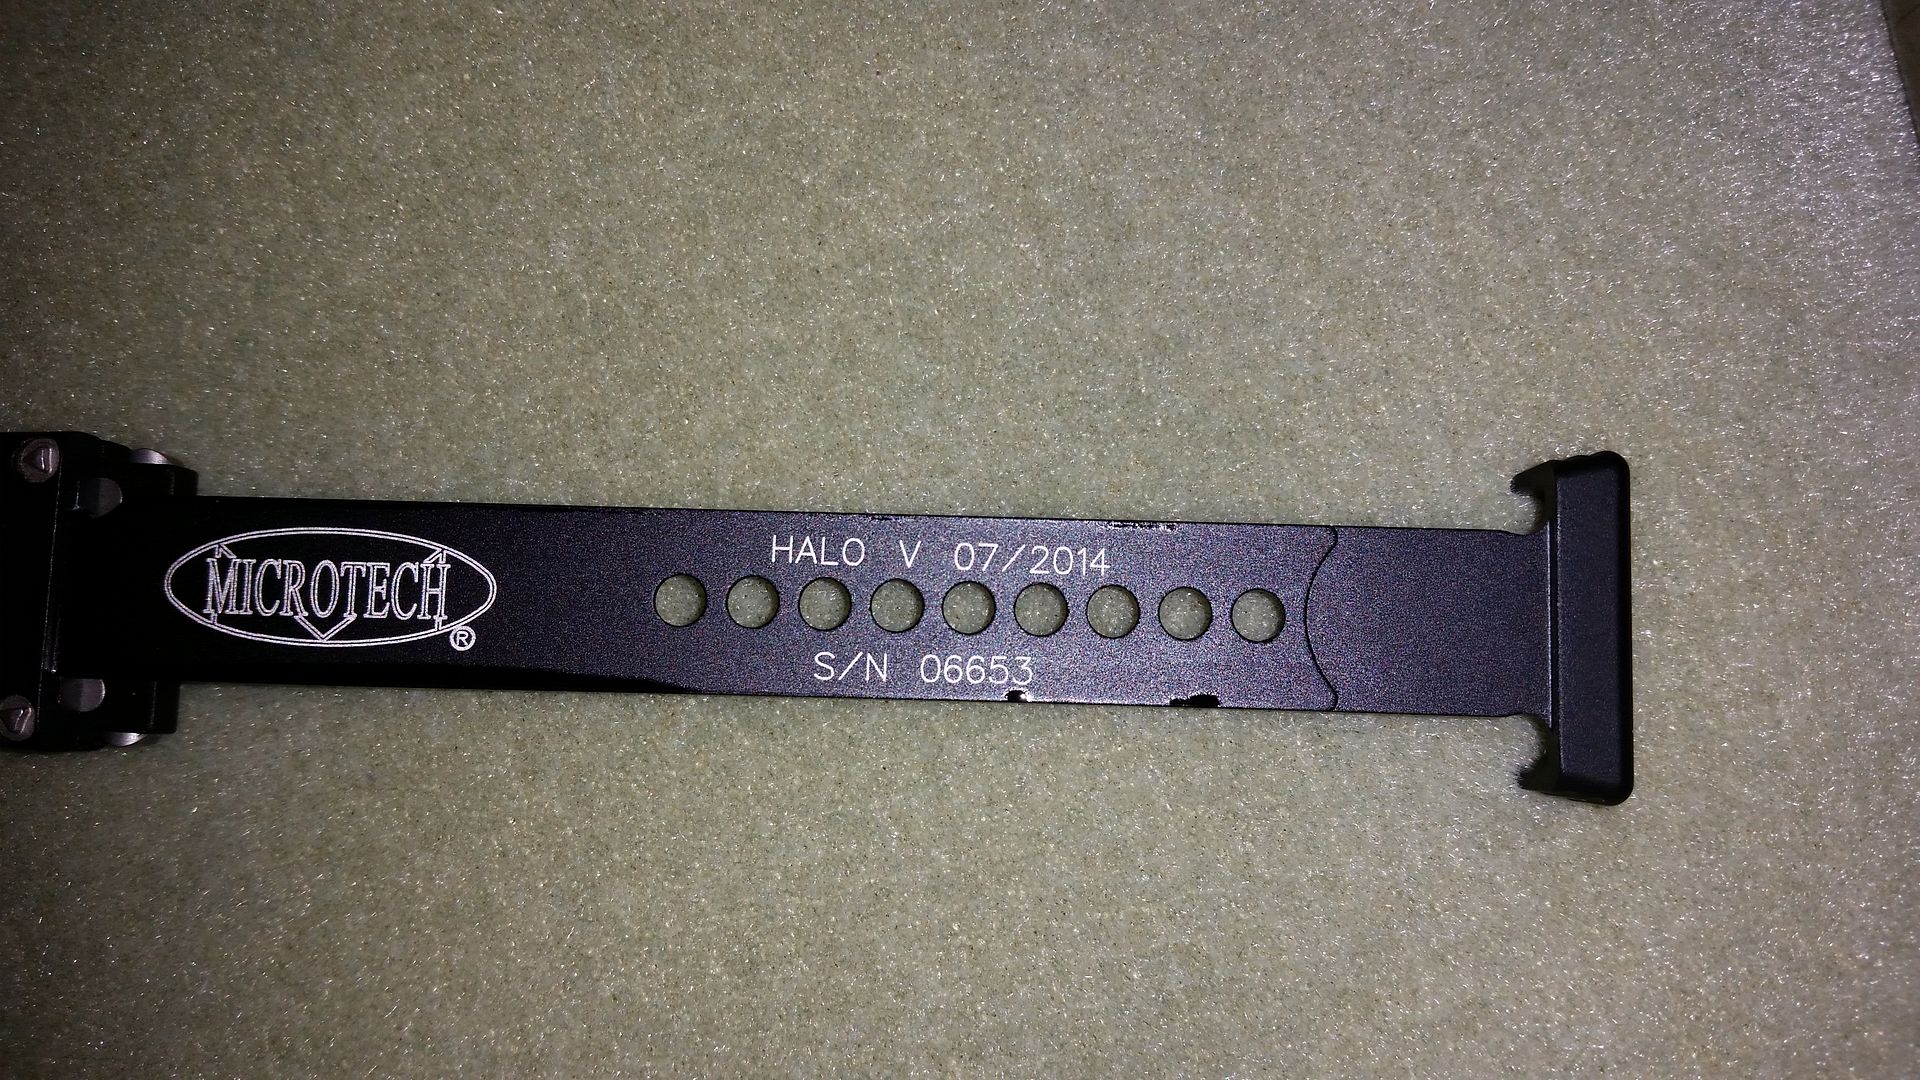 HALO V 07/2014
MICROTECH®
S/N 06653